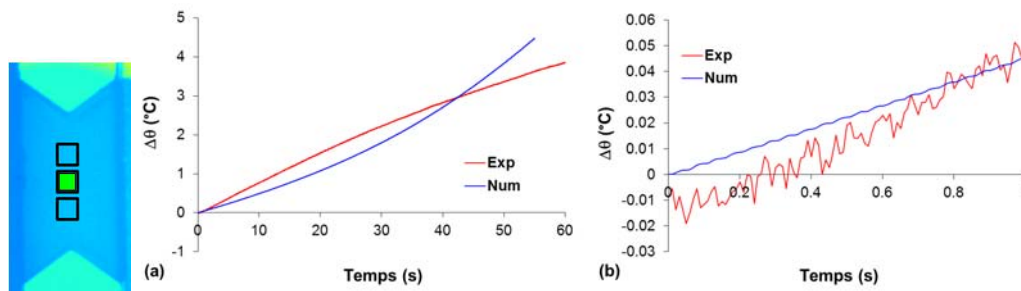 5
4
3
2
1
0
-1
Δθ (°C)
Exp
Num
0 10 20 30 40 50 60
Temps (s)
(a)
0.06
0.05
0.04
0.03
0.02
0.01
0
-0.01
-0.02
-0.03
Δθ (°C)
Exp
Num
0 0.2 0.4 0.6 0.8
Temps (s)
(b)